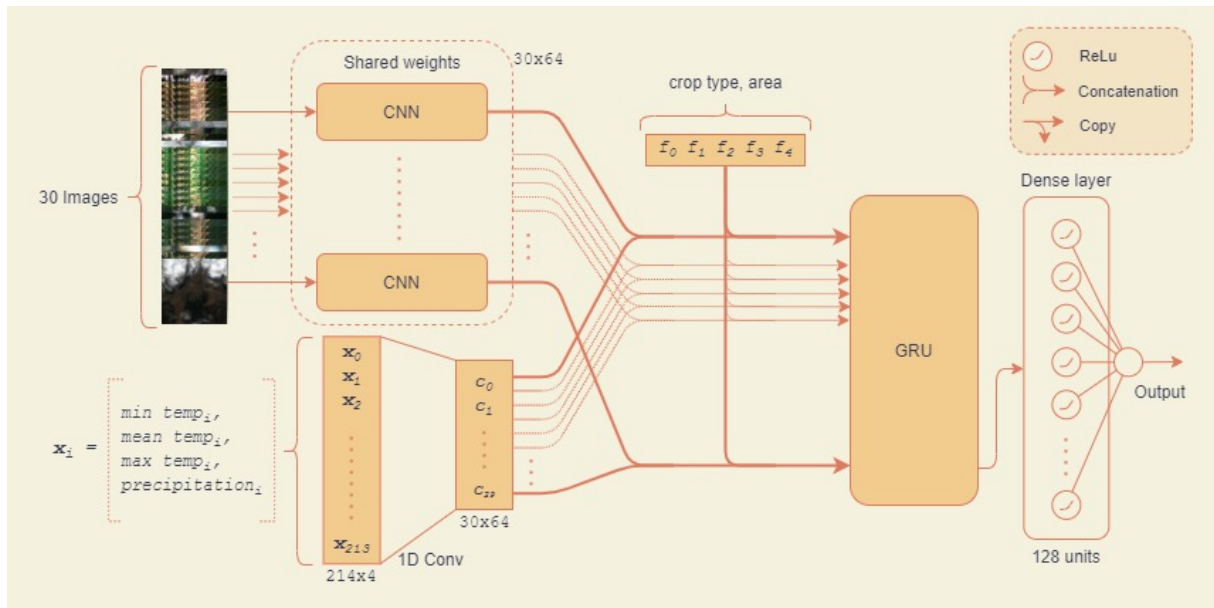 Shared weights
30x64
CNN
CNN
30 Images
crop type, area
f0 f1 f2 f3 f4
ReLu
Concatenation
Copy
Dense layer
GRU
Output
128 units
xi =
min tempi,
mean tempi,
max tempi,
precipitationi
x0
x1
x2
x213
214x4
1D Conv
C0
C1
C29
30x64